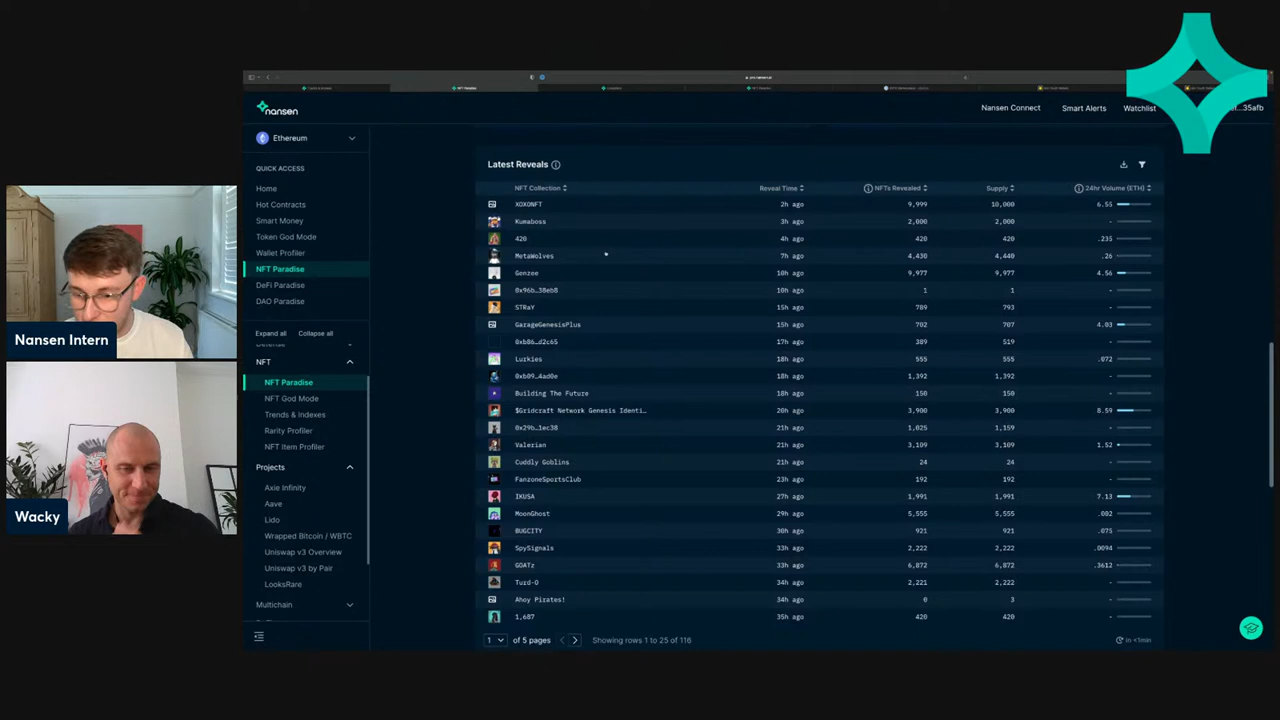 nansen
Nansen Connect
Smart Alerts
Watchlist
35afb
Ethereum
QUICK ACCESS
Home
Hot Contracts
Smart Money
Token God Mode
Wallet Profiler
NFT Paradise
DeFi Paradise
DAO Paradise
Expand all Collapse all
NFT
NFT Paradise
NFT God Mode
Trends & Indexes
Rarity Profiler
NFT Item Profiler
Projects
Axie Infinity
Aave
Lido
Wrapped Bitcoin / WBTC
Uniswap v3 Overview
Uniswap v3 by Pair
LooksRare
Multichain
Nansen Intern
Wacky
Latest Reveals
NFT Collection Reveal Time NFTs Revealed Supply 24hr Volume (ETH)
XOXONFT 2h ago 9,999 10,000 6.55
Kumaboss 3h ago 2,000 2,000 -
420 4h ago 420 420 .235
MetaWolves 7h ago 4,430 4,440 .26
Genzee 10h ago 9,977 9,977 4.56
0x96b...38eb8 10h ago 1 1 -
STRaY 15h ago 789 793 -
GarageGenesisPlus 15h ago 702 707 4.03
0xb86...d2c65 17h ago 389 519 -
Lurkies 18h ago 555 555 .072
0xb09...4ad0e 18h ago 1,392 1,392 -
Building The Future 18h ago 150 150 -
$Gridcraft Network Genesis Identi... 20h ago 3,900 3,900 8.59
0x29b...1ec38 21h ago 1,025 1,159 -
Valerian 21h ago 3,109 3,109 1.52
Cuddly Goblins 21h ago 24 24 -
FanzoneSportsClub 23h ago 192 192 -
IKUSA 27h ago 1,991 1,991 7.13
MoonGhost 29h ago 5,555 5,555 .082
BUGCITY 30h ago 921 921 .075
SpySignals 33h ago 2,222 2,222 .0094
GOATz 33h ago 6,872 6,872 .3612
Turd-O 34h ago 2,221 2,222 -
Ahoy Pirates! 34h ago 0 3 -
1,687 35h ago 420 420 -
1 of 5 pages Showing rows 1 to 25 of 116
in <1min